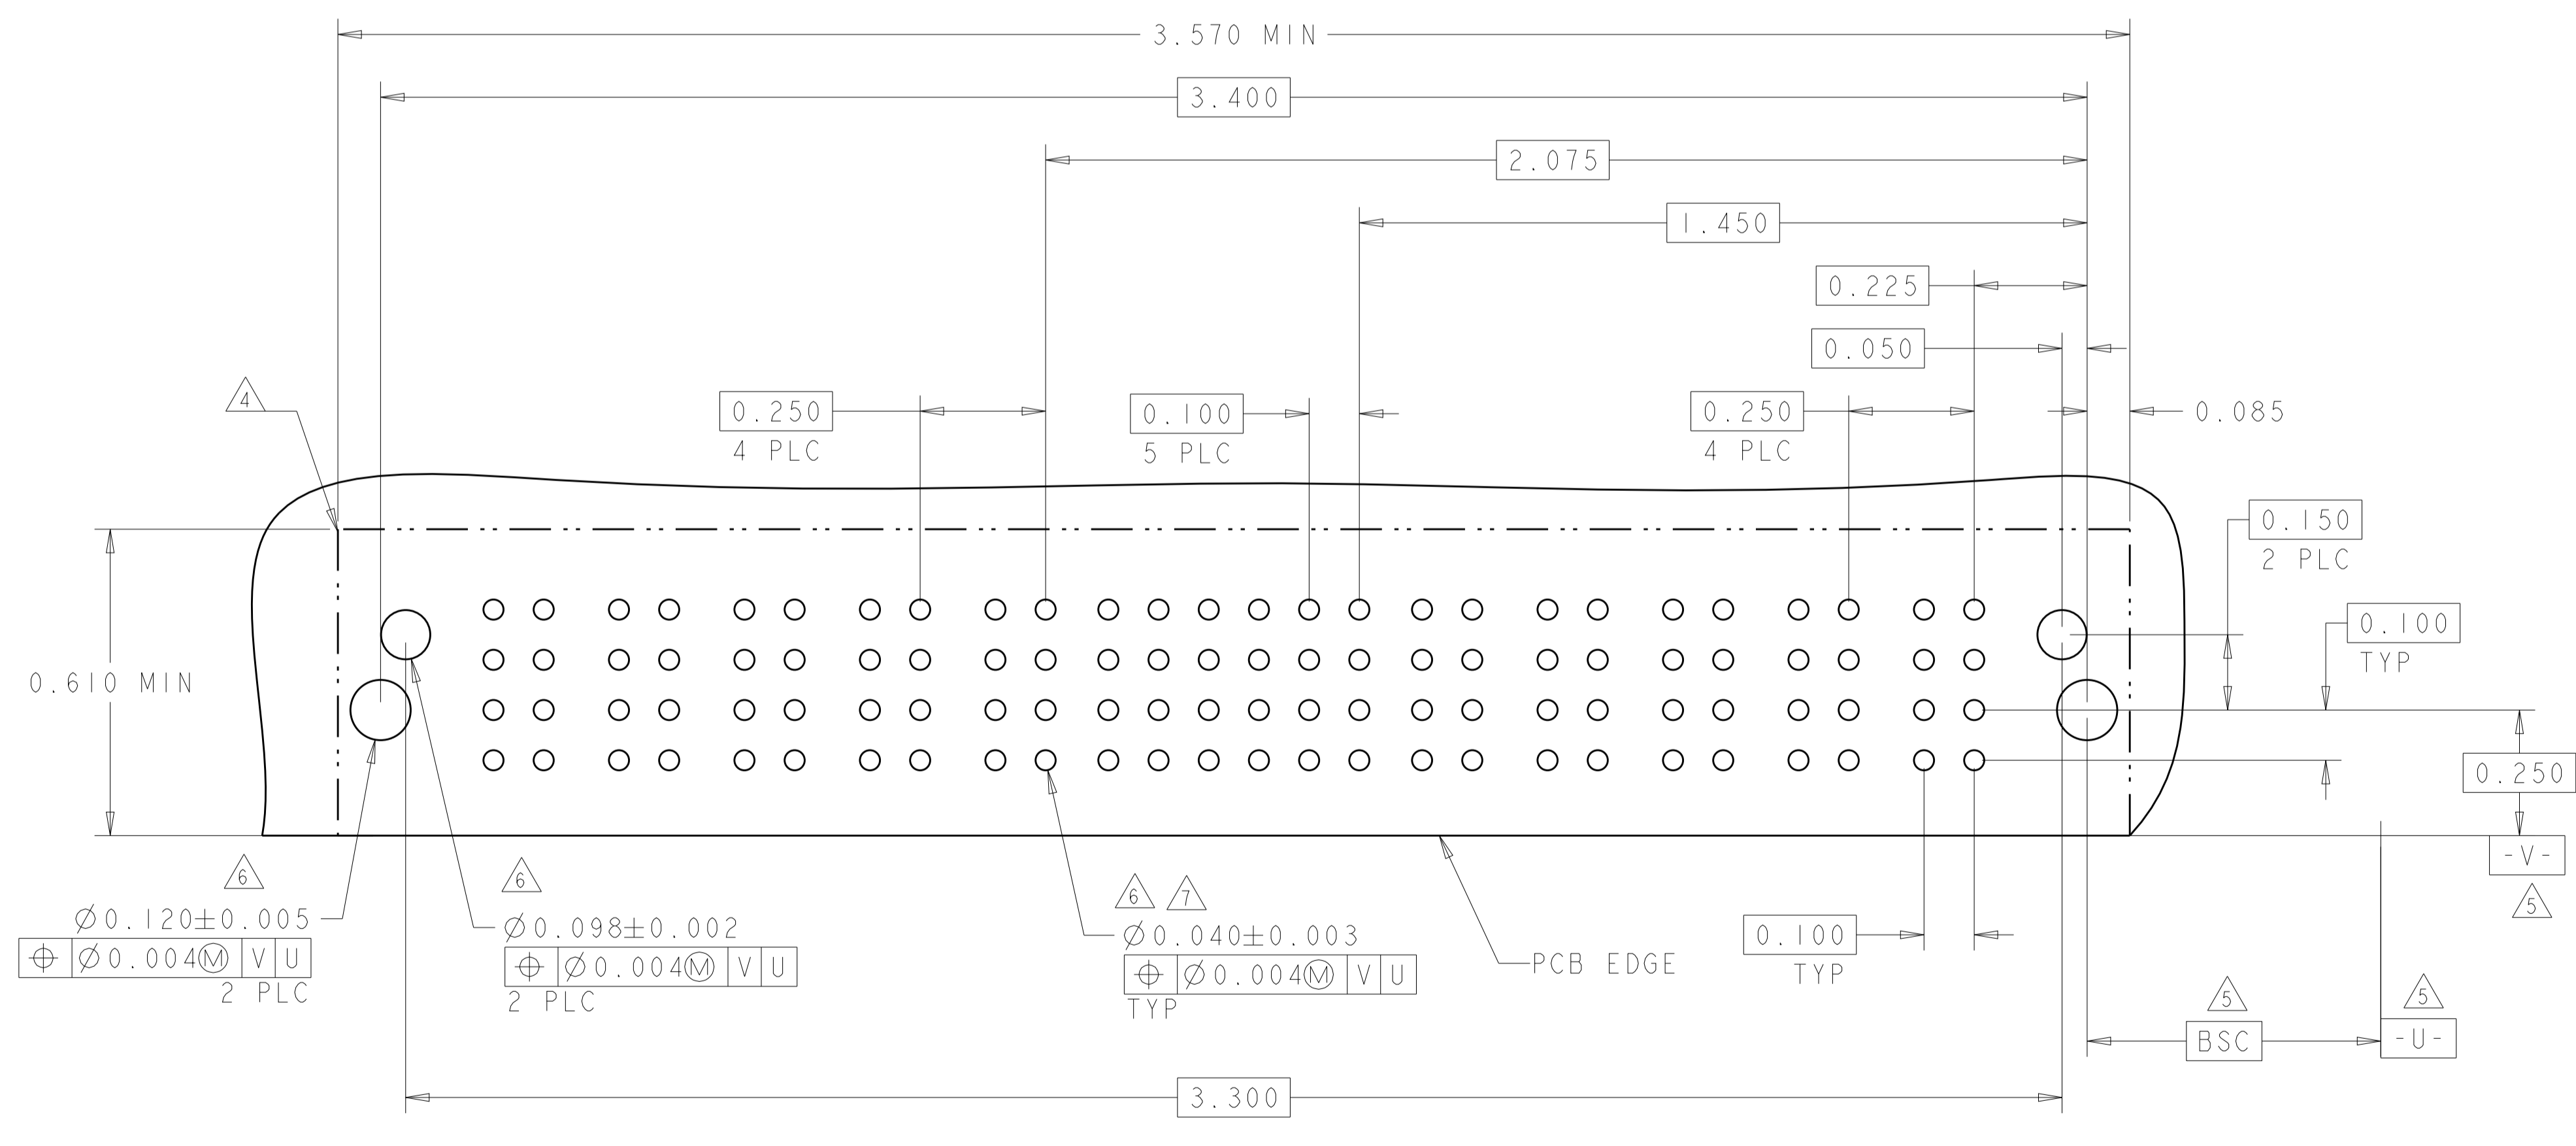 3.570 MIN
3.400
2.075
1.450
0.225
0.050
4
0.250
4 PLC
0.100
5 PLC
0.250
4 PLC
0.085
0.150
2 PLC
0.100
TYP
0.610 MIN
0.250
-V-
5
6
Ø0.120±0.005
⌖ Ø0.004Ⓜ V U
2 PLC
6
Ø0.098±0.002
⌖ Ø0.004Ⓜ V U
2 PLC
6 7
Ø0.040±0.003
⌖ Ø0.004Ⓜ V U
TYP
PCB EDGE
0.100
TYP
5
BSC
5
-U-
3.300